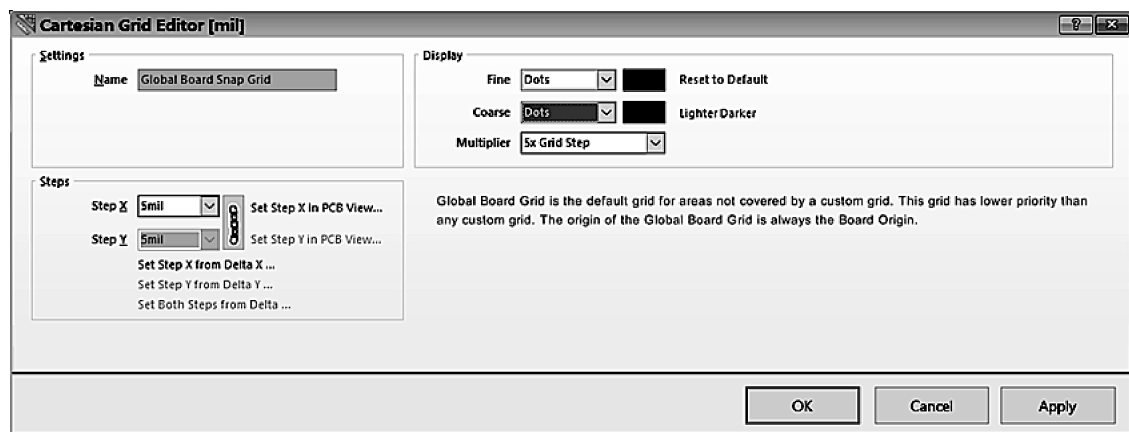 Cartesian Grid Editor [mil]
?
Settings
Name Global Board Snap Grid
Display
Fine Dots Reset to Default
Coarse Dots Lighter Darker
Multiplier 5x Grid Step
Steps
Step X 5mil Set Step X in PCB View...
Step Y 5mil Set Step Y in PCB View...
Set Step X from Delta X ...
Set Step Y from Delta Y ...
Set Both Steps from Delta ...
Global Board Grid is the default grid for areas not covered by a custom grid. This grid has lower priority than
any custom grid. The origin of the Global Board Grid is always the Board Origin.
OK Cancel Apply